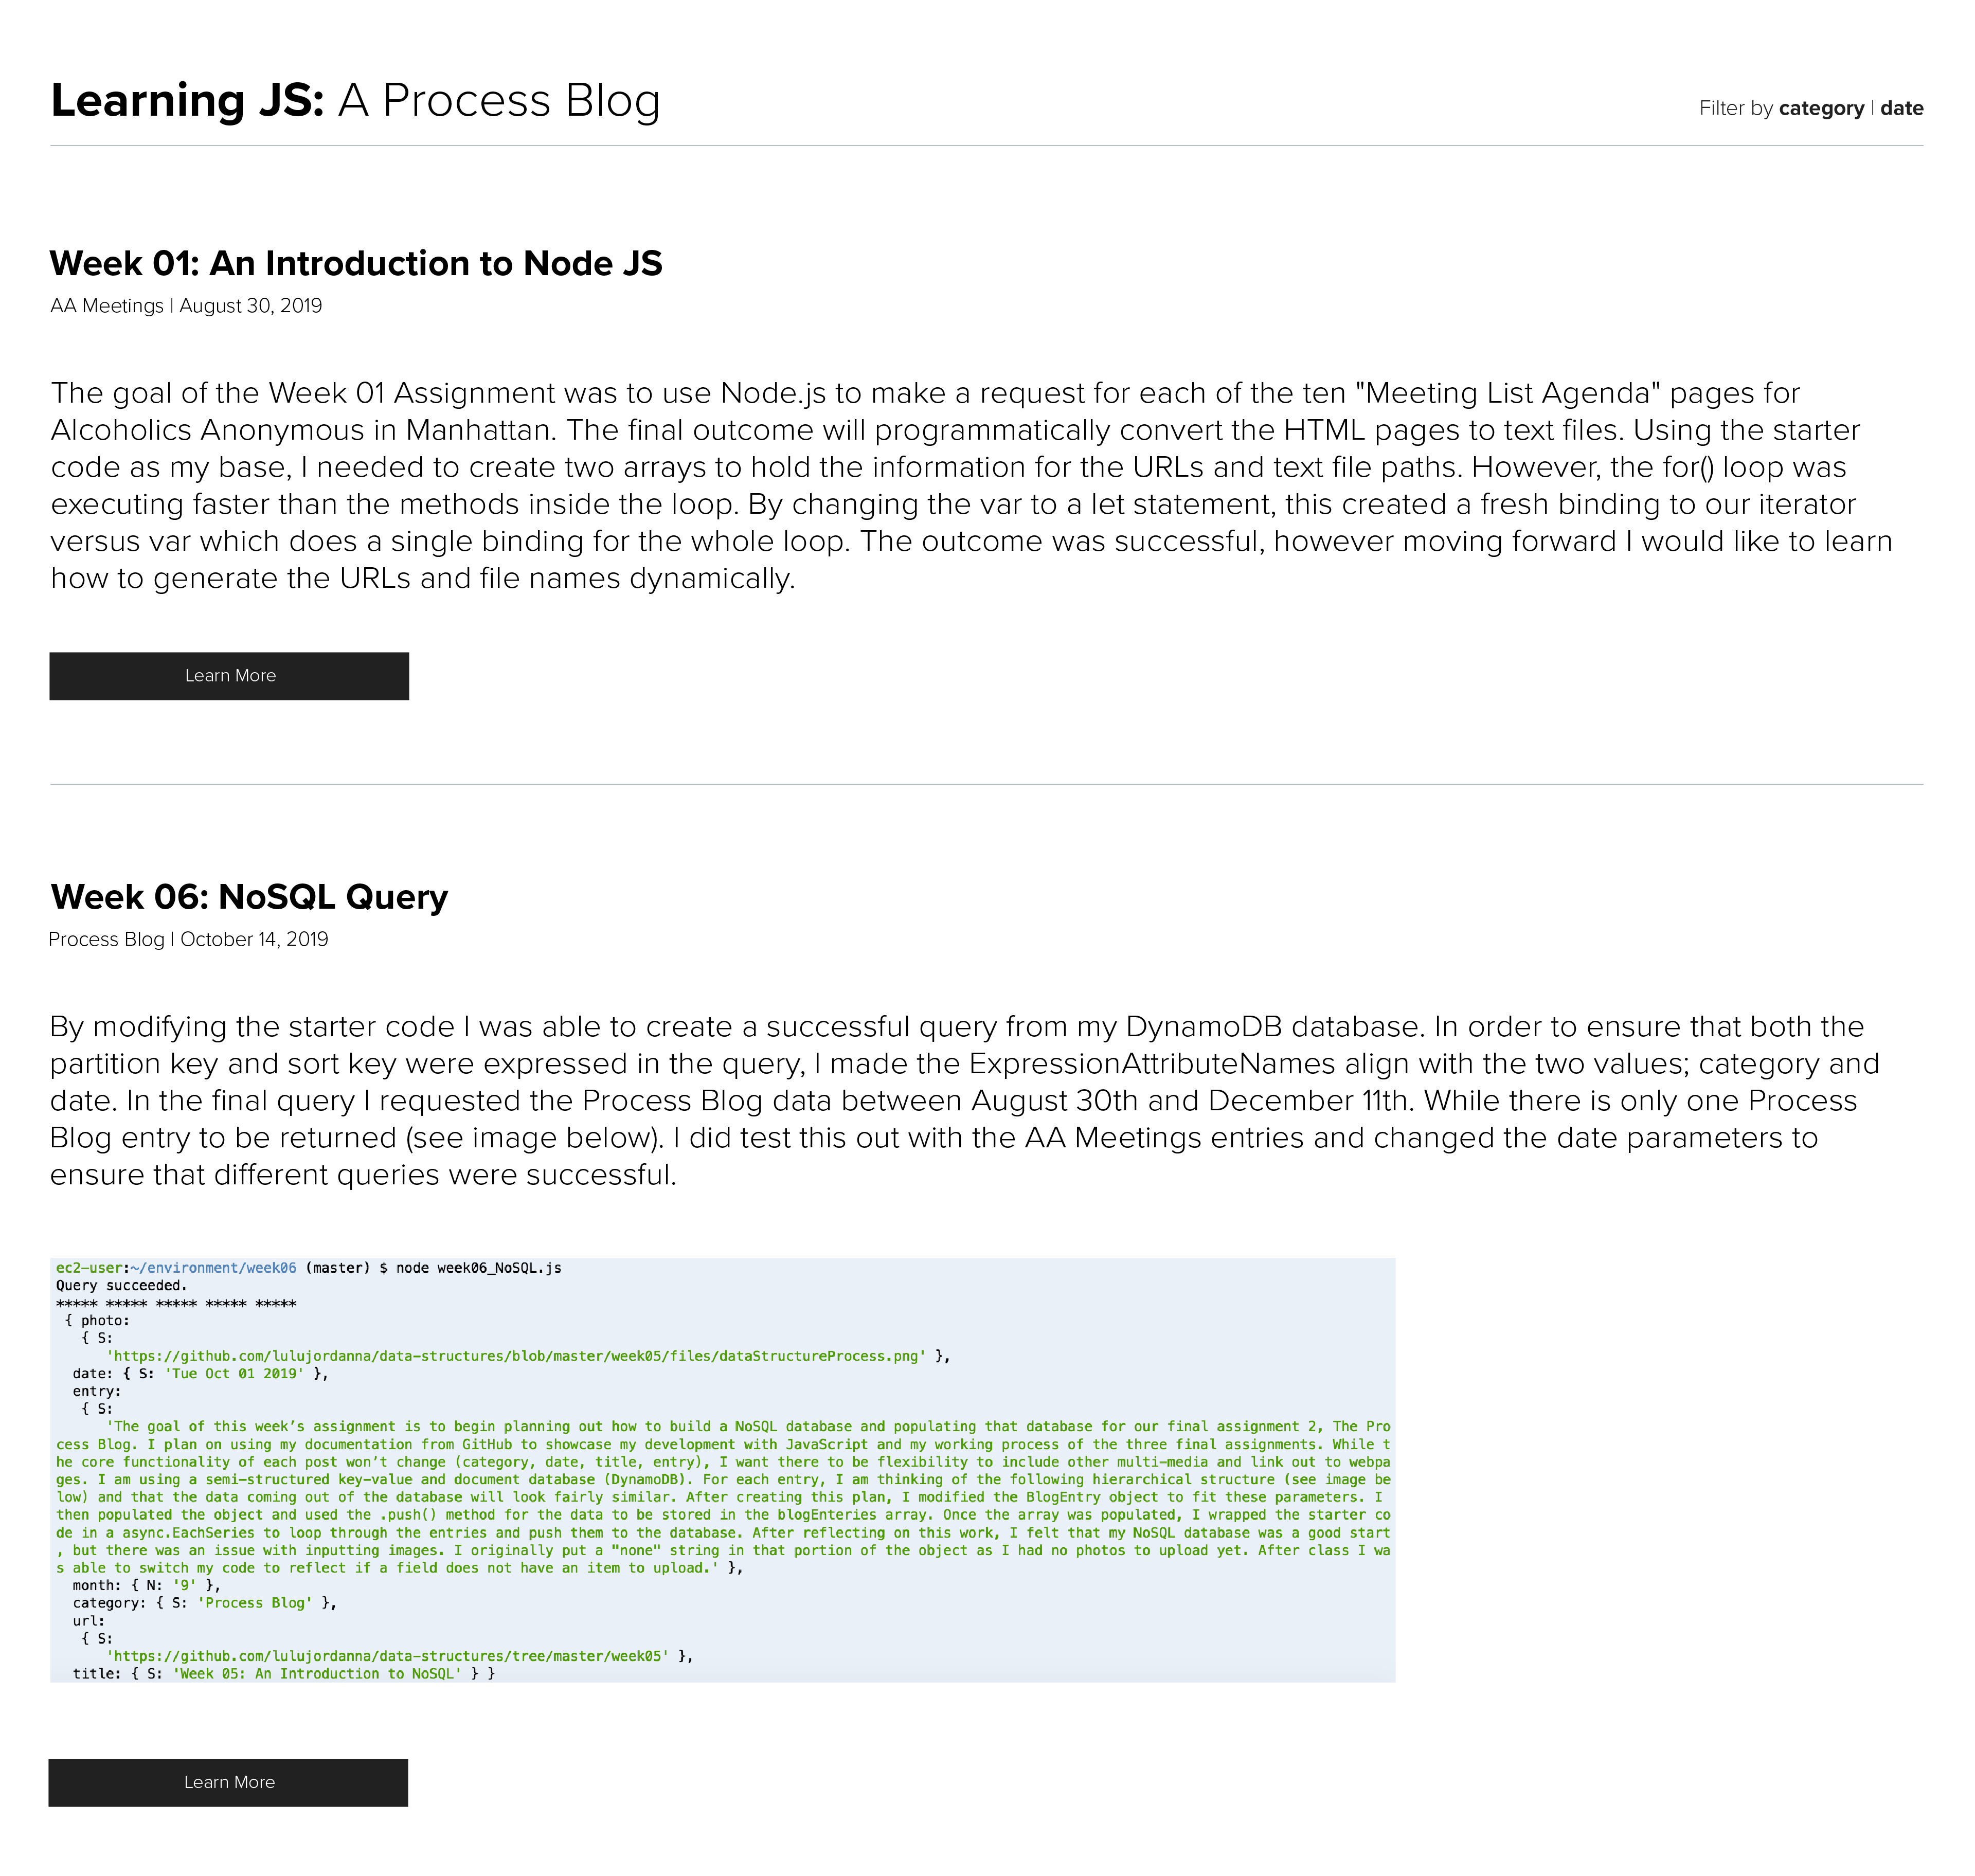 Learning JS: A Process Blog
Filter by category | date
Week 01: An Introduction to Node JS
AA Meetings | August 30, 2019
The goal of the Week 01 Assignment was to use Node.js to make a request for each of the ten "Meeting List Agenda" pages for
Alcoholics Anonymous in Manhattan. The final outcome will programmatically convert the HTML pages to text files. Using the starter
code as my base, I needed to create two arrays to hold the information for the URLs and text file paths. However, the for() loop was
executing faster than the methods inside the loop. By changing the var to a let statement, this created a fresh binding to our iterator
versus var which does a single binding for the whole loop. The outcome was successful, however moving forward I would like to learn
how to generate the URLs and file names dynamically.
Learn More
Week 06: NoSQL Query
Process Blog | October 14, 2019
By modifying the starter code I was able to create a successful query from my DynamoDB database. In order to ensure that both the
partition key and sort key were expressed in the query, I made the ExpressionAttributeNames align with the two values; category and
date. In the final query I requested the Process Blog data between August 30th and December 11th. While there is only one Process
Blog entry to be returned (see image below). I did test this out with the AA Meetings entries and changed the date parameters to
ensure that different queries were successful.
ec2-user:~/environment/week06 (master) $ node week06_NoSQL.js
Query succeeded.
***** ***** ***** ***** *****
{ photo:
{ S:
'https://github.com/lulujordanna/data-structures/blob/master/week05/files/dataStructureProcess.png' },
date: { S: 'Tue Oct 01 2019' },
entry:
{ S:
'The goal of this week’s assignment is to begin planning out how to build a NoSQL database and populating that database for our final assignment 2, The Pro
cess Blog. I plan on using my documentation from GitHub to showcase my development with JavaScript and my working process of the three final assignments. While t
he core functionality of each post won’t change (category, date, title, entry), I want there to be flexibility to include other multi-media and link out to webpa
ges. I am using a semi-structured key-value and document database (DynamoDB). For each entry, I am thinking of the following hierarchical structure (see image be
low) and that the data coming out of the database will look fairly similar. After creating this plan, I modified the BlogEntry object to fit these parameters. I
then populated the object and used the .push() method for the data to be stored in the blogEnteries array. Once the array was populated, I wrapped the starter co
de in a async.EachSeries to loop through the entries and push them to the database. After reflecting on this work, I felt that my NoSQL database was a good start
, but there was an issue with inputting images. I originally put a "none" string in that portion of the object as I had no photos to upload yet. After class I wa
s able to switch my code to reflect if a field does not have an item to upload.' },
month: { N: '9' },
category: { S: 'Process Blog' },
url:
{ S:
'https://github.com/lulujordanna/data-structures/tree/master/week05' },
title: { S: 'Week 05: An Introduction to NoSQL' } }
Learn More